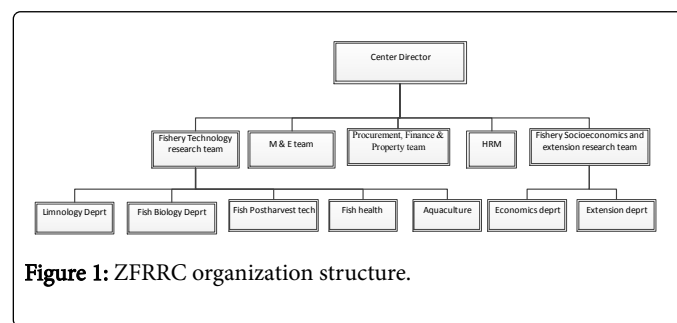 Center Director
Fishery Technology
research team
M & E team
Procurement, Finance &
Property team
HRM
Fishery Socioeconomics and
extension research team
Limnology Deprt
Fish Biology Deprt
Fish Postharvest tech
Fish health
Aquaculture
Economics deprt
Extension deprt
Figure 1: ZFRRC organization structure.